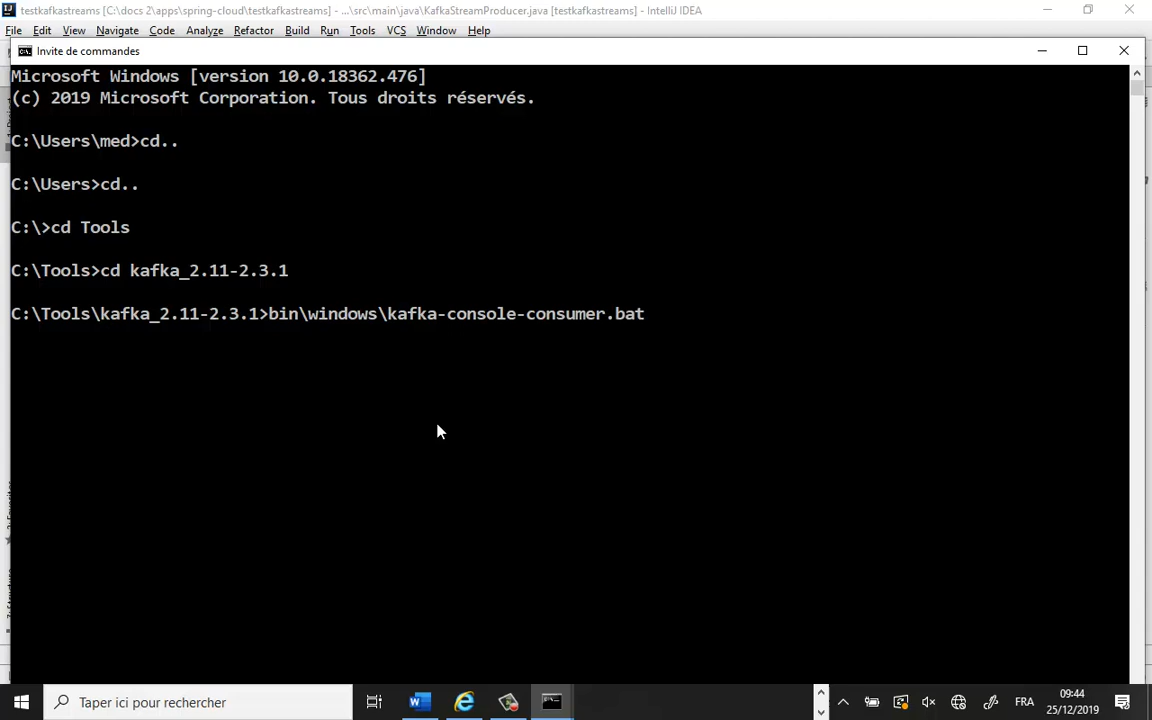 testkafkastreams [C:\docs 2\apps\spring-cloud\testkafkastreams] - ...\src\main\java\KafkaStreamProducer.java [testkafkastreams] - IntelliJ IDEA
File Edit View Navigate Code Analyze Refactor Build Run Tools VCS Window Help
Invite de commandes
Microsoft Windows [version 10.0.18362.476]
(c) 2019 Microsoft Corporation. Tous droits réservés.
C:\Users\med>cd..
C:\Users>cd..
C:\>cd Tools
C:\Tools>cd kafka_2.11-2.3.1
C:\Tools\kafka_2.11-2.3.1>bin\windows\kafka-console-consumer.bat
Taper ici pour rechercher
FRA
09:44
25/12/2019